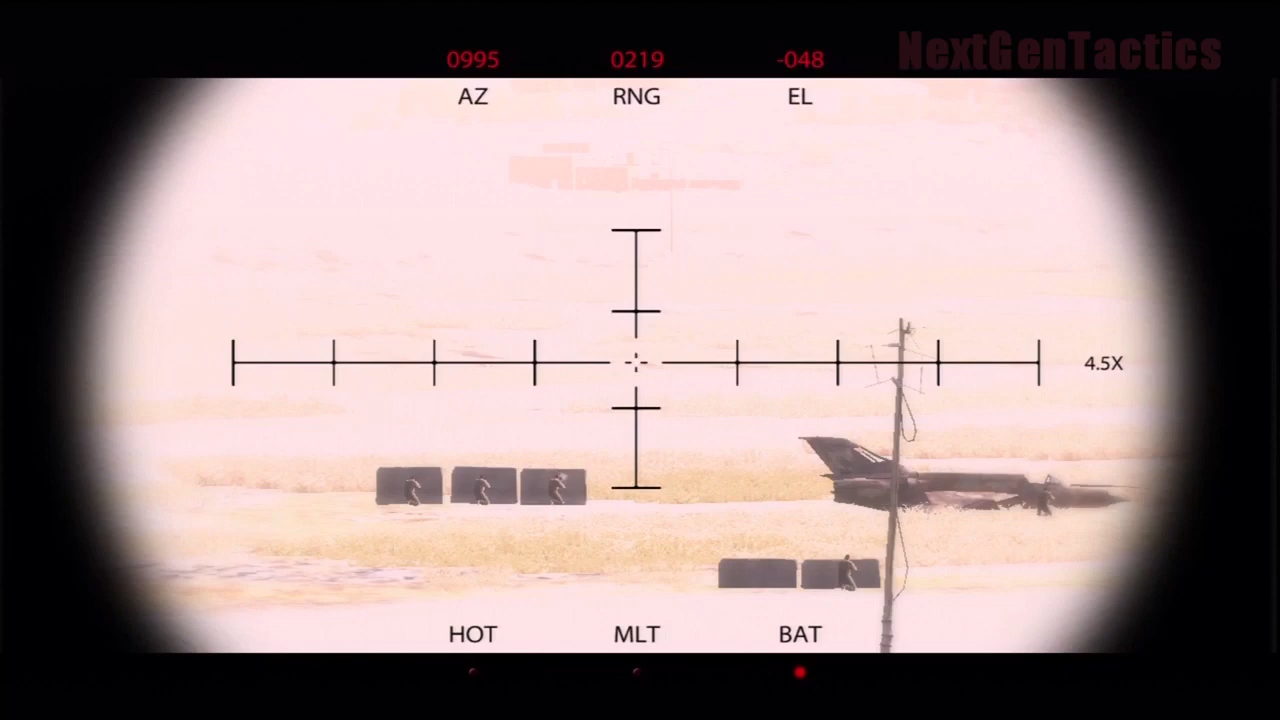 NextGenTactics
0995 0219 -048
AZ RNG EL
4.5X
HOT MLT BAT